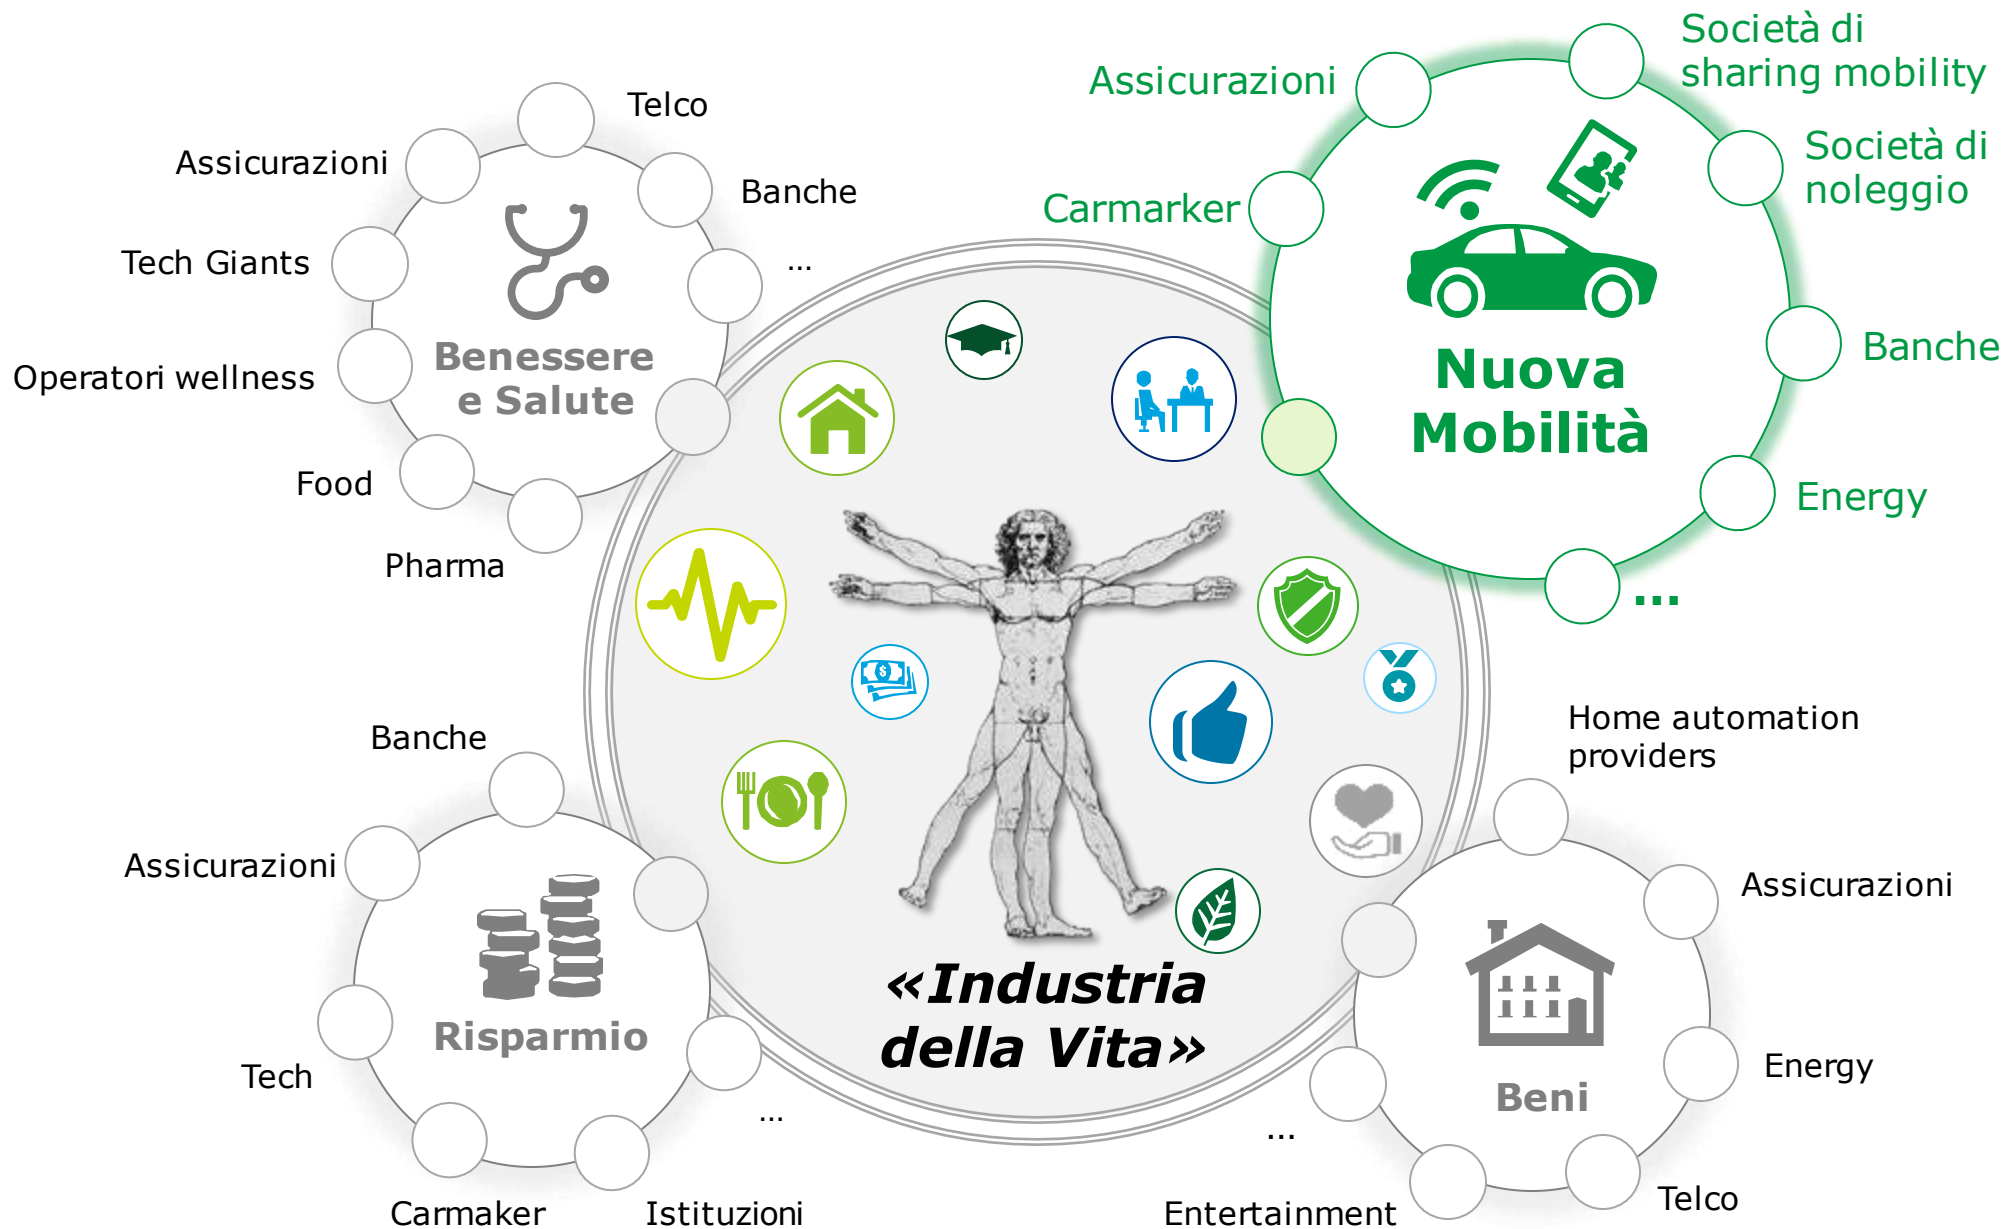 Telco
Assicurazioni
Banche
Tech Giants
...
Operatori wellness
Benessere
e Salute
Food
Pharma
Società di
sharing mobility
Assicurazioni
Società di
noleggio
Carmarker
Nuova
Mobilità
Banche
Energy
...
Banche
Assicurazioni
Risparmio
Tech
...
Carmaker
Istituzioni
«Industria
della Vita»
Home automation
providers
Assicurazioni
Energy
Beni
...
Entertainment
Telco